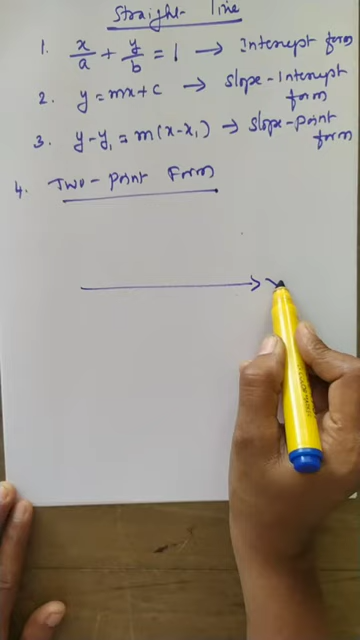 Straight line
1. x/a + y/b = 1 → Intercept form
2. y = mx + c → Slope-Intercept form
3. y - y₁ = m(x - x₁) → Slope-Point form
4. Two-Point Form